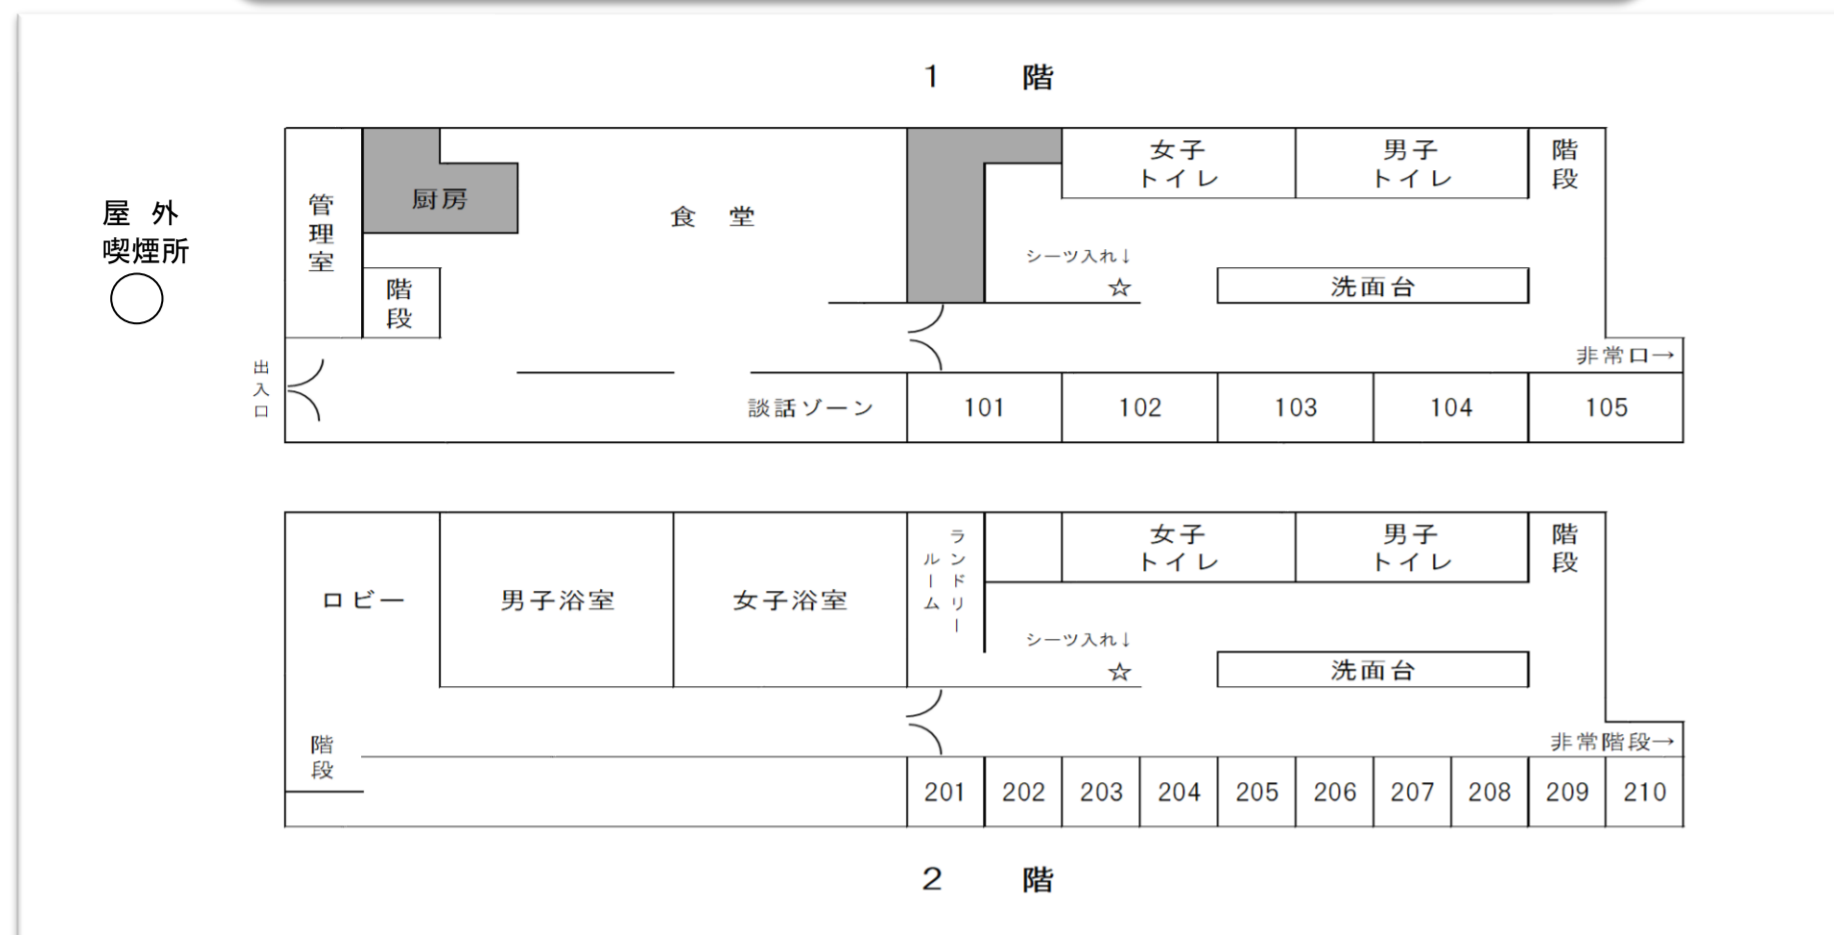 1 階
管理室
厨房
食 堂
女子
トイレ
男子
トイレ
階段
屋 外
喫煙所
階段
シーツ入れ↓
☆
洗面台
出入口
非常口→
談話ゾーン
101
102
103
104
105
ロビー
男子浴室
女子浴室
ランドリー
ルーム
女子
トイレ
男子
トイレ
階段
シーツ入れ↓
☆
洗面台
階段
非常階段→
201
202
203
204
205
206
207
208
209
210
2 階